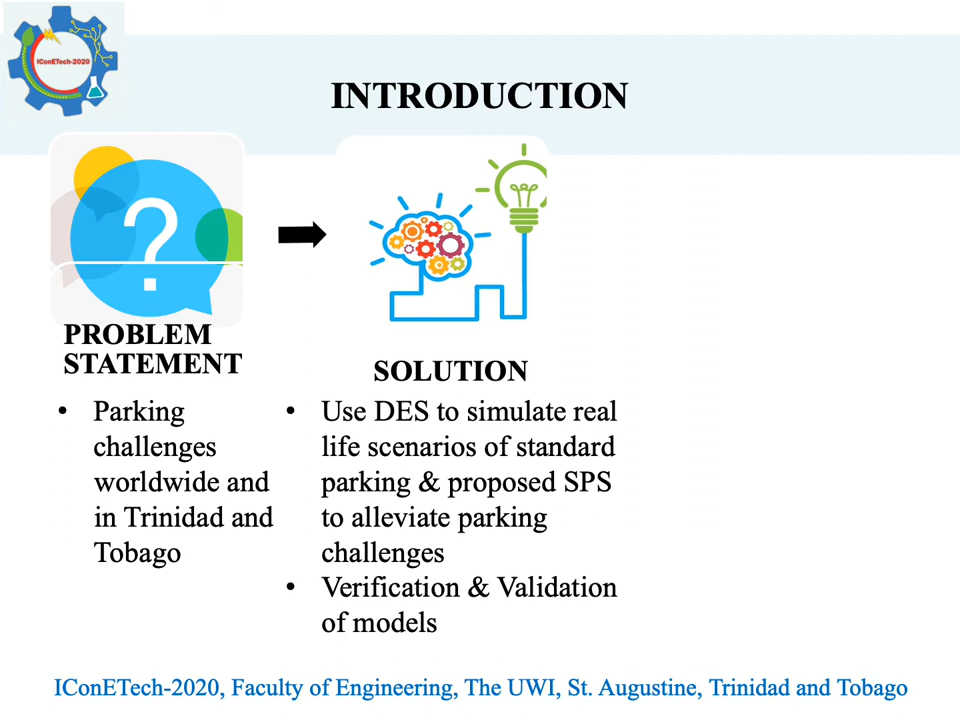 IConETech-2020
INTRODUCTION
?
PROBLEM
STATEMENT
• Parking
challenges
worldwide and
in Trinidad and
Tobago
SOLUTION
• Use DES to simulate real
life scenarios of standard
parking & proposed SPS
to alleviate parking
challenges
• Verification & Validation
of models
IConETech-2020, Faculty of Engineering, The UWI, St. Augustine, Trinidad and Tobago